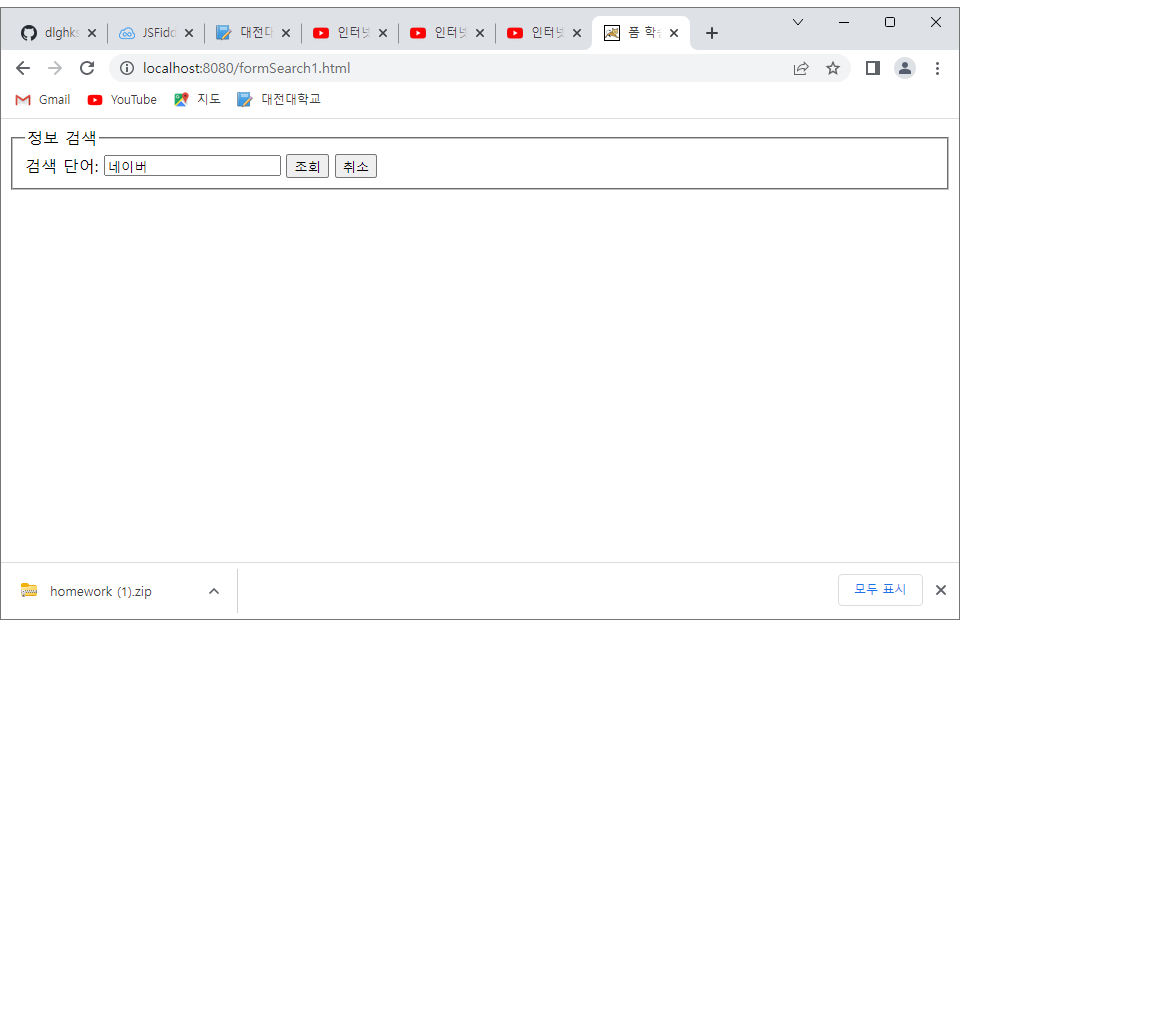 dlghks JSFidd 대전대 인터넷 인터넷 인터넷 폼 학습
localhost:8080/formSearch1.html
Gmail YouTube 지도 대전대학교
정보 검색
검색 단어: 네이버 조회 취소
homework (1).zip 모두 표시